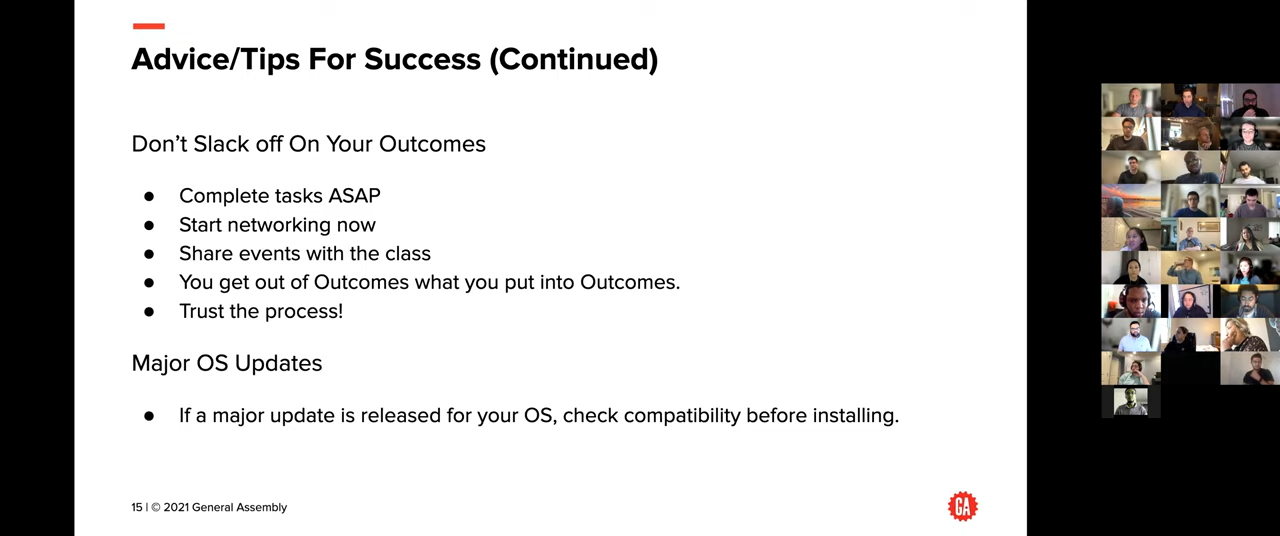 Advice/Tips For Success (Continued)
Don’t Slack off On Your Outcomes
● Complete tasks ASAP
● Start networking now
● Share events with the class
● You get out of Outcomes what you put into Outcomes.
● Trust the process!
Major OS Updates
● If a major update is released for your OS, check compatibility before installing.
15 | © 2021 General Assembly
GA